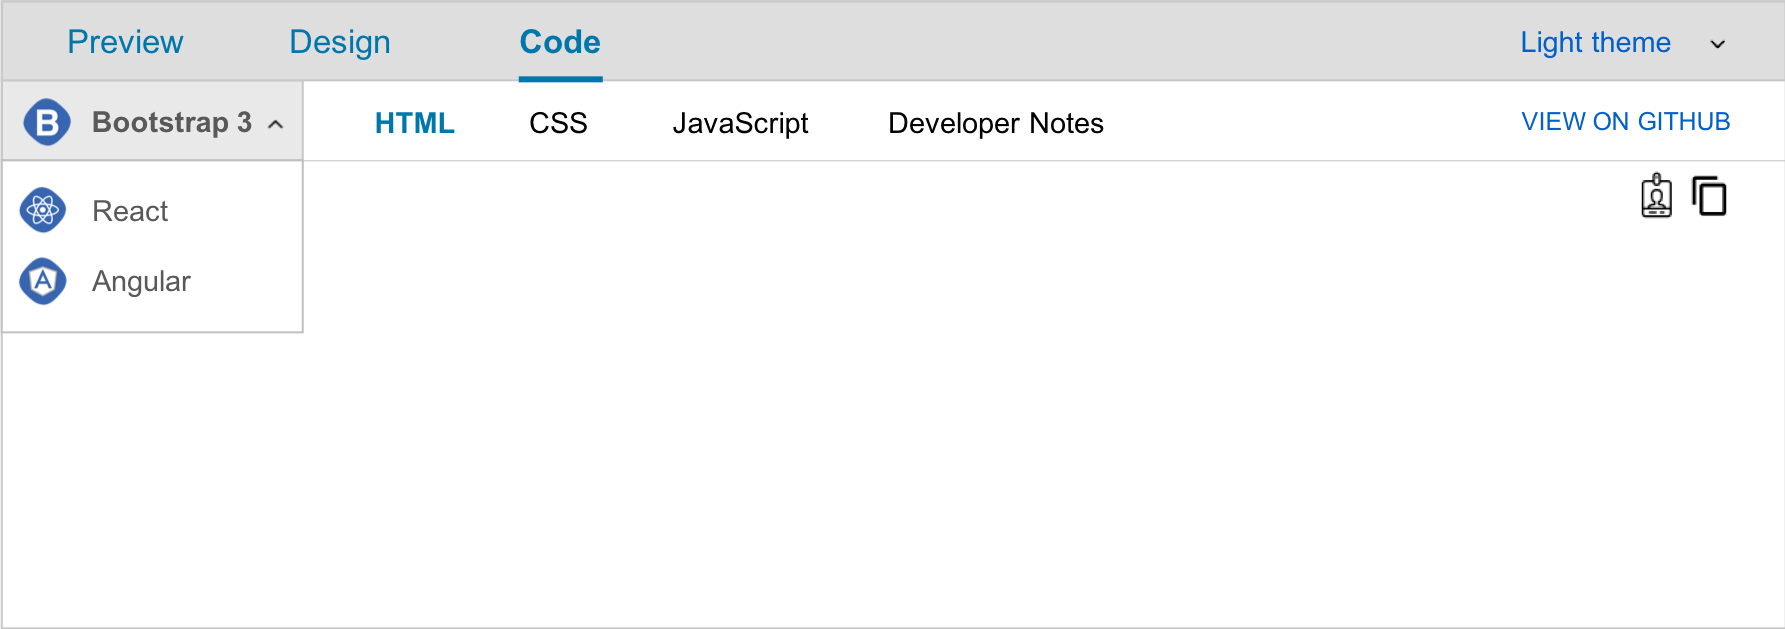 Preview Design Code Light theme
B Bootstrap 3 HTML CSS JavaScript Developer Notes VIEW ON GITHUB
React
A Angular